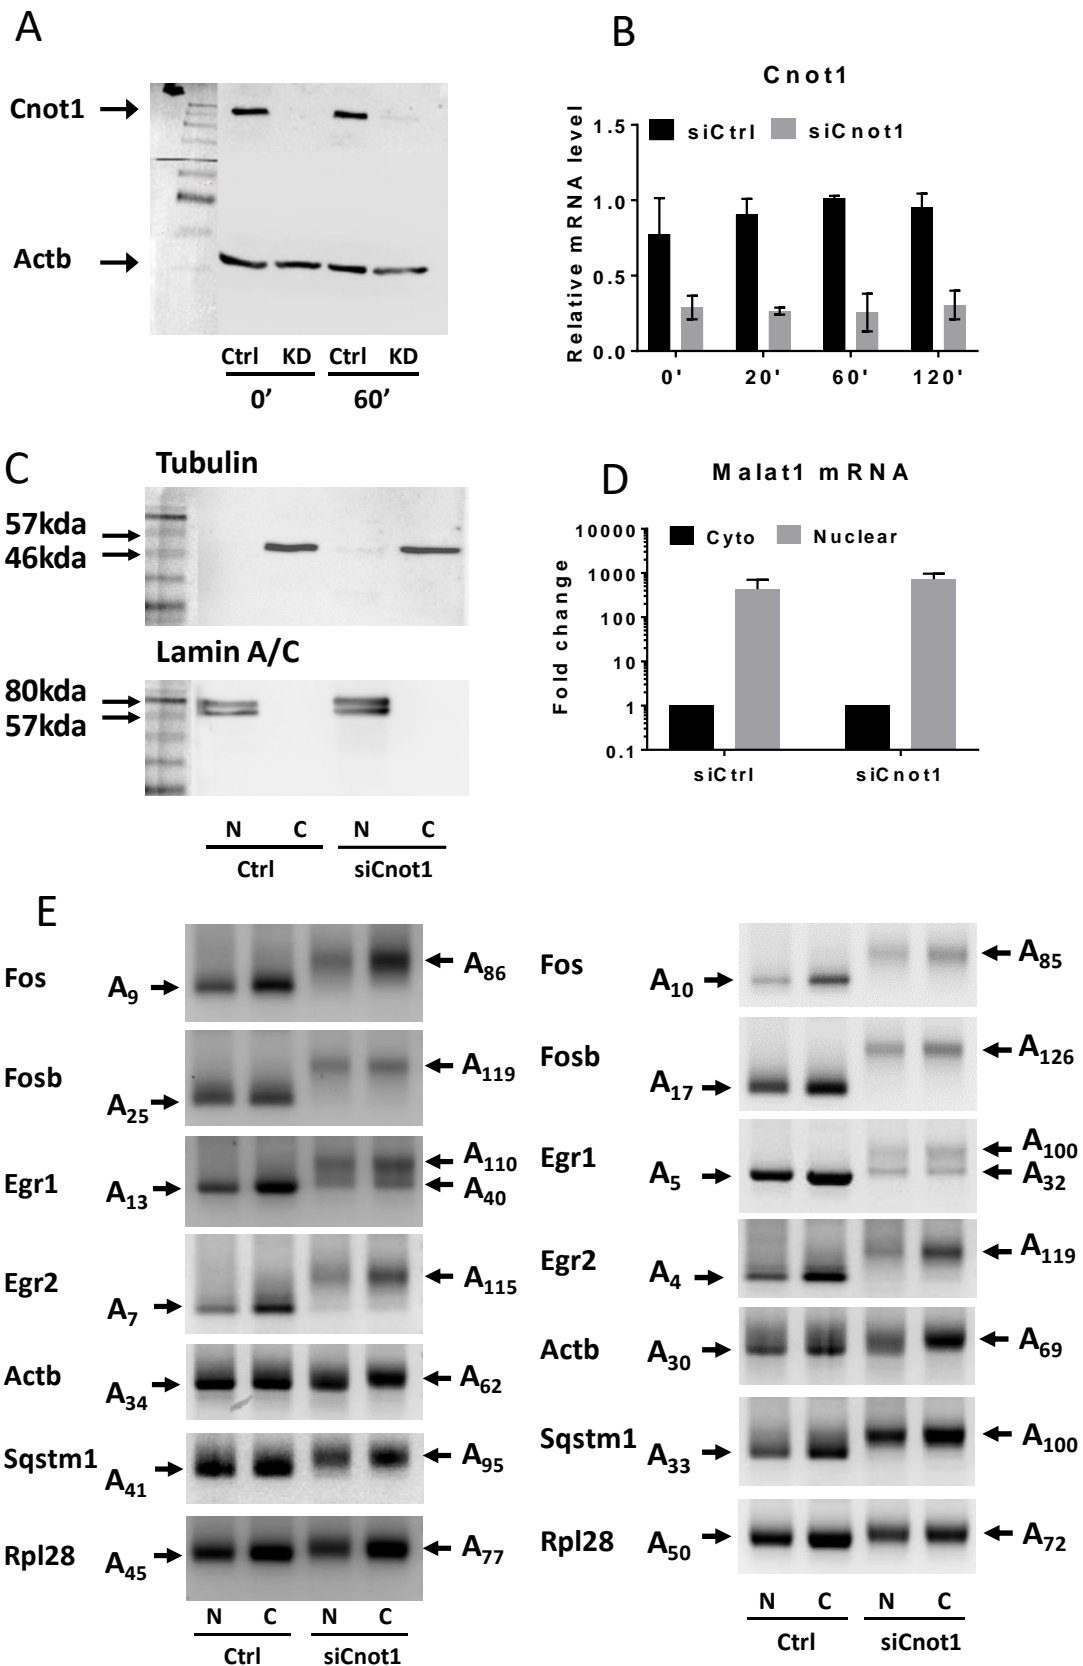 A
Cnot1
Actb
Ctrl KD Ctrl KD
0’ 60’
B
Cnot1
siCtrl siCnot1
Relative mRNA level
1.5
1.0
0.5
0.0
0' 20' 60' 120'
C
Tubulin
57kda
46kda
Lamin A/C
80kda
57kda
N C N C
Ctrl siCnot1
D
Malat1 mRNA
Cyto Nuclear
Fold change
10000
1000
100
10
1
0.1
siCtrl siCnot1
E
Fos A9 A86
Fosb A25 A119
Egr1 A13 A110
A40
Egr2 A7 A115
Actb A34 A62
Sqstm1 A41 A95
Rpl28 A45 A77
N C N C
Ctrl siCnot1
Fos A10 A85
Fosb A17 A126
Egr1 A5 A100
A32
Egr2 A4 A119
Actb A30 A69
Sqstm1 A33 A100
Rpl28 A50 A72
N C N C
Ctrl siCnot1